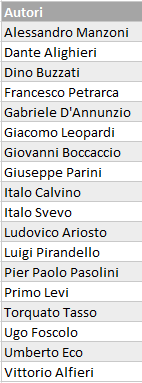 Autori
Alessandro Manzoni
Dante Alighieri
Dino Buzzati
Francesco Petrarca
Gabriele D'Annunzio
Giacomo Leopardi
Giovanni Boccaccio
Giuseppe Parini
Italo Calvino
Italo Svevo
Ludovico Ariosto
Luigi Pirandello
Pier Paolo Pasolini
Primo Levi
Torquato Tasso
Ugo Foscolo
Umberto Eco
Vittorio Alfieri